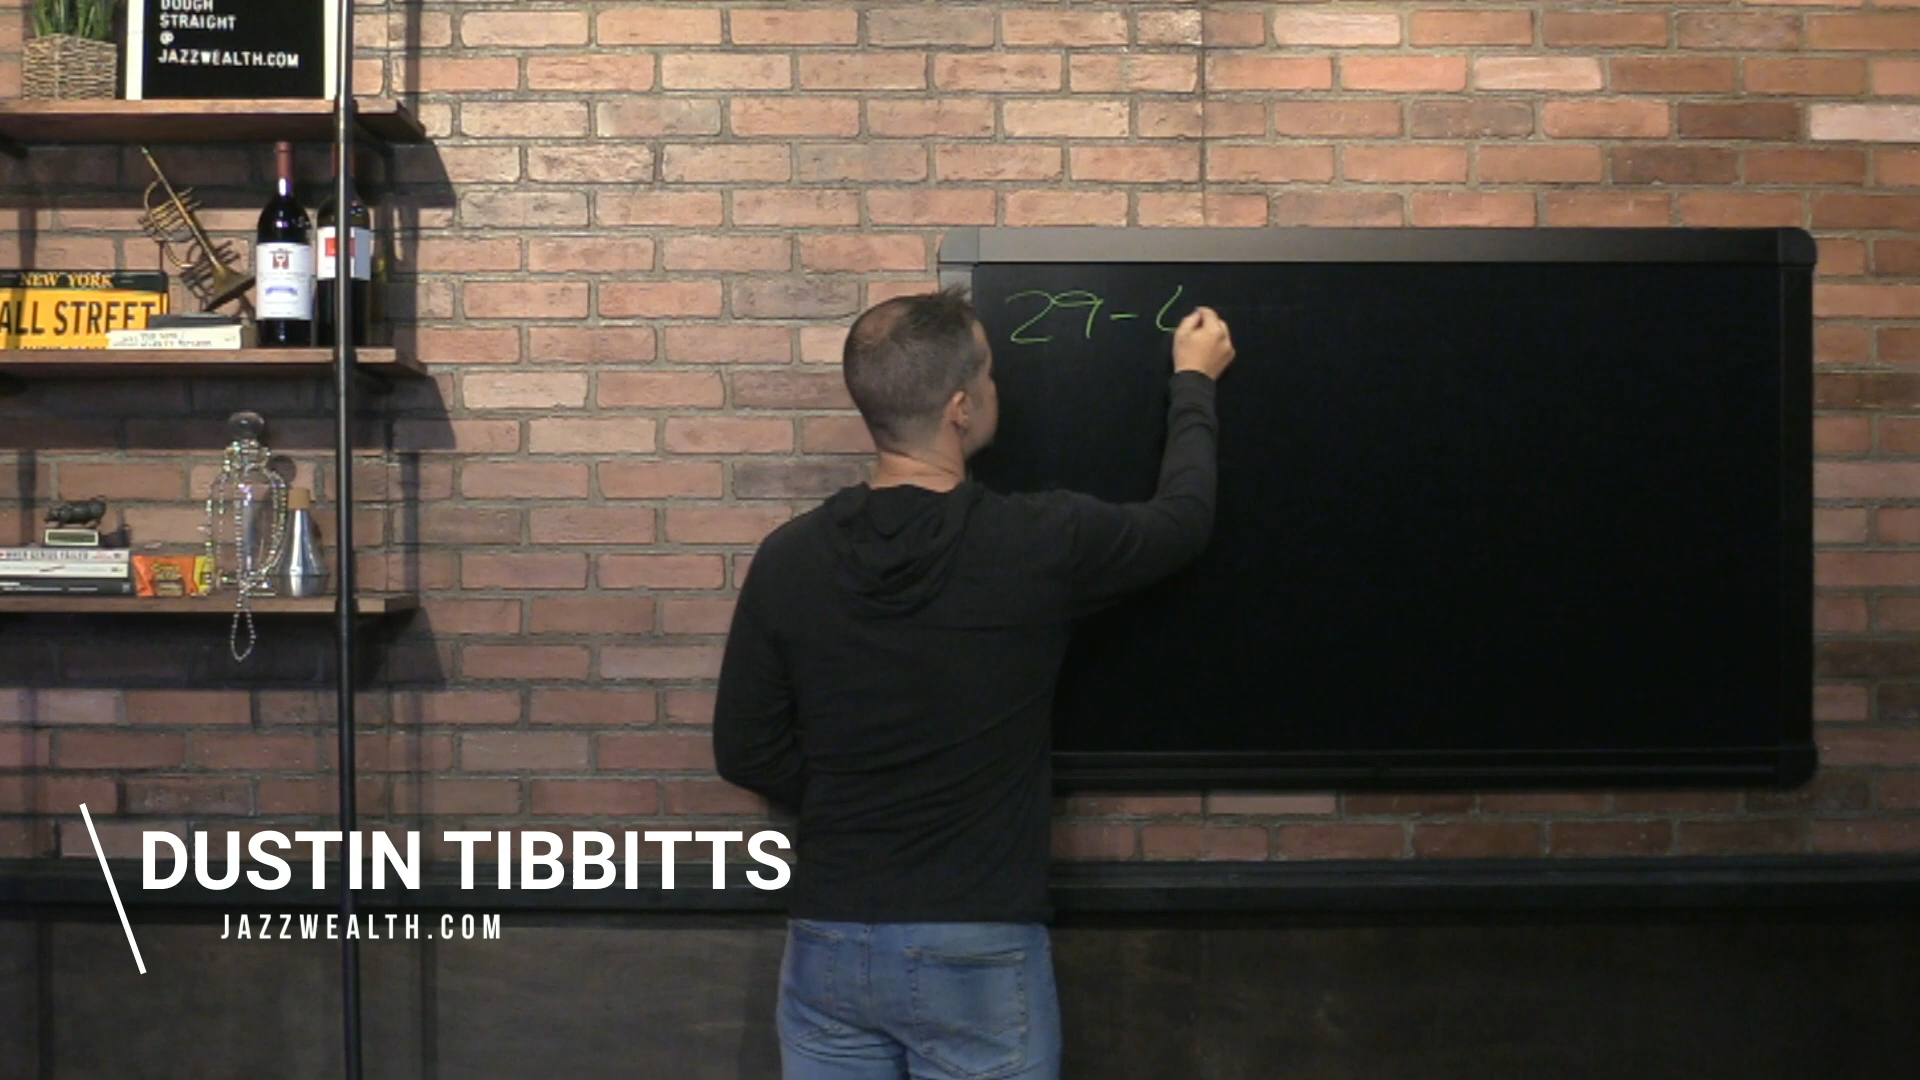 DOUGH
STRAIGHT
@
JAZZWEALTH.COM
NEW YORK
ALL STREET
29-
DUSTIN TIBBITTS
JAZZWEALTH.COM